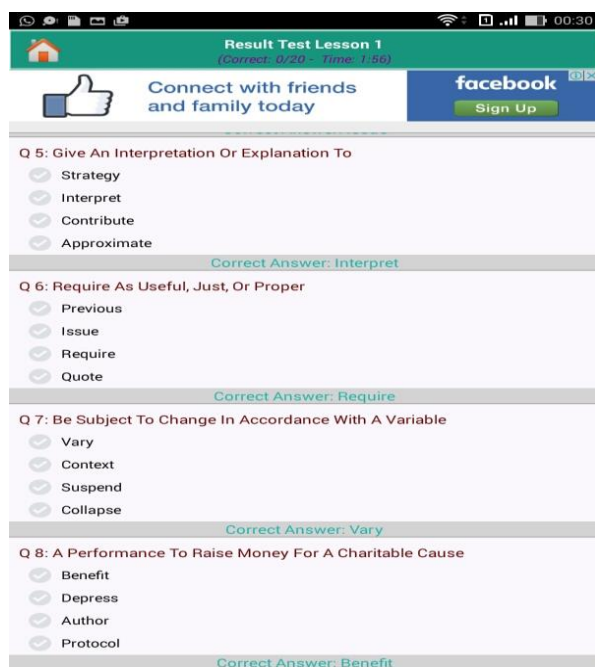 00:30
Result Test Lesson 1
(Correct: 0/20 - Time: 1:56)
Connect with friends
and family today
facebook
Sign Up
Q 5: Give An Interpretation Or Explanation To
Strategy
Interpret
Contribute
Approximate
Correct Answer: Interpret
Q 6: Require As Useful, Just, Or Proper
Previous
Issue
Require
Quote
Correct Answer: Require
Q 7: Be Subject To Change In Accordance With A Variable
Vary
Context
Suspend
Collapse
Correct Answer: Vary
Q 8: A Performance To Raise Money For A Charitable Cause
Benefit
Depress
Author
Protocol
Correct Answer: Benefit